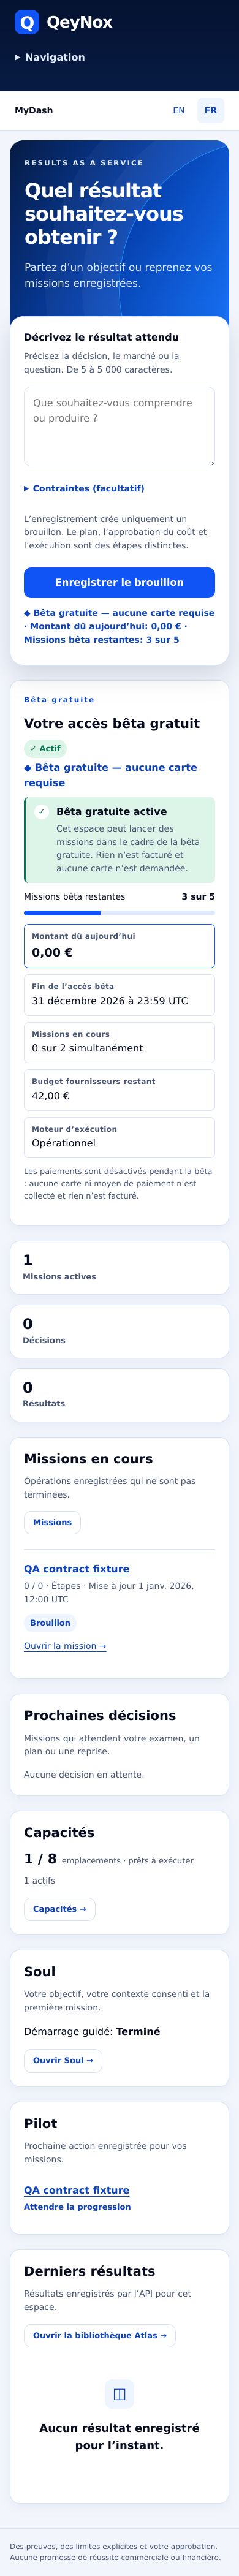 Q QeyNox
▶ Navigation
MyDash EN FR
RESULTS AS A SERVICE
Quel résultat
souhaitez-vous
obtenir ?
Partez d’un objectif ou reprenez vos
missions enregistrées.
Décrivez le résultat attendu
Précisez la décision, le marché ou la
question. De 5 à 5 000 caractères.
Que souhaitez-vous comprendre
ou produire ?
▶ Contraintes (facultatif)
L’enregistrement crée uniquement un
brouillon. Le plan, l’approbation du coût et
l’exécution sont des étapes distinctes.
Enregistrer le brouillon
◆ Bêta gratuite — aucune carte requise
· Montant dû aujourd’hui: 0,00 € ·
Missions bêta restantes: 3 sur 5
Bêta gratuite
Votre accès bêta gratuit
✓ Actif
◆ Bêta gratuite — aucune carte
requise
✓ Bêta gratuite active
Cet espace peut lancer des
missions dans le cadre de la bêta
gratuite. Rien n’est facturé et
aucune carte n’est demandée.
Missions bêta restantes 3 sur 5
Montant dû aujourd’hui
0,00 €
Fin de l’accès bêta
31 décembre 2026 à 23:59 UTC
Missions en cours
0 sur 2 simultanément
Budget fournisseurs restant
42,00 €
Moteur d’exécution
Opérationnel
Les paiements sont désactivés pendant la bêta
: aucune carte ni moyen de paiement n’est
collecté et rien n’est facturé.
1
Missions actives
0
Décisions
0
Résultats
Missions en cours
Opérations enregistrées qui ne sont pas
terminées.
Missions
QA contract fixture
0 / 0 · Étapes · Mise à jour 1 janv. 2026,
12:00 UTC
Brouillon
Ouvrir la mission →
Prochaines décisions
Missions qui attendent votre examen, un
plan ou une reprise.
Aucune décision en attente.
Capacités
1 / 8 emplacements · prêts à exécuter
1 actifs
Capacités →
Soul
Votre objectif, votre contexte consenti et la
première mission.
Démarrage guidé: Terminé
Ouvrir Soul →
Pilot
Prochaine action enregistrée pour vos
missions.
QA contract fixture
Attendre la progression
Derniers résultats
Résultats enregistrés par l’API pour cet
espace.
Ouvrir la bibliothèque Atlas →
Aucun résultat enregistré
pour l’instant.
Des preuves, des limites explicites et votre approbation.
Aucune promesse de réussite commerciale ou financière.